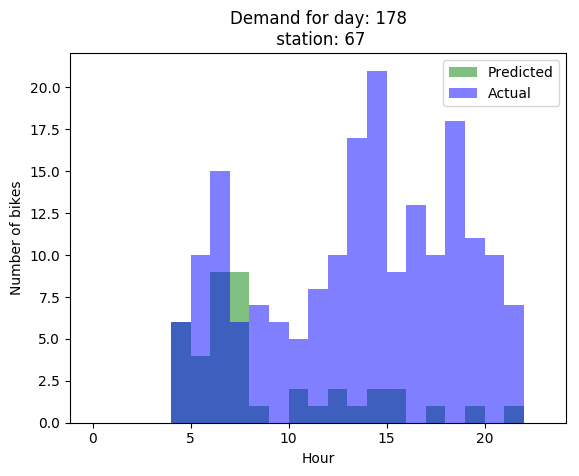 Demand for day: 178
station: 67
Predicted
Actual
Number of bikes
20.0
17.5
15.0
12.5
10.0
7.5
5.0
2.5
0.0
0 5 10 15 20
Hour